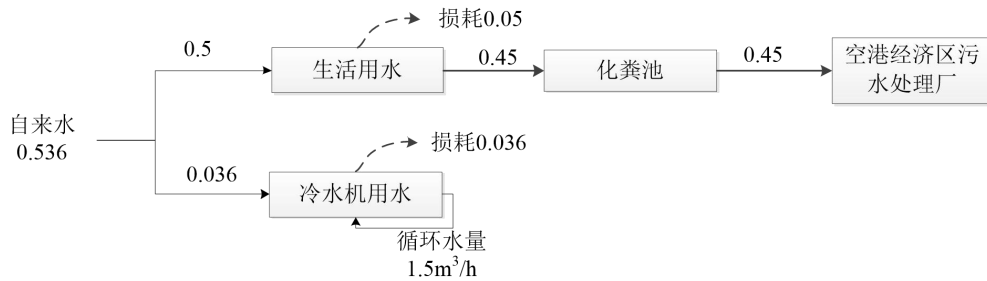 损耗0.05
0.5
生活用水
0.45
化粪池
0.45
空港经济区污
水处理厂
自来水
0.536
损耗0.036
0.036
冷水机用水
循环水量
1.5m³/h